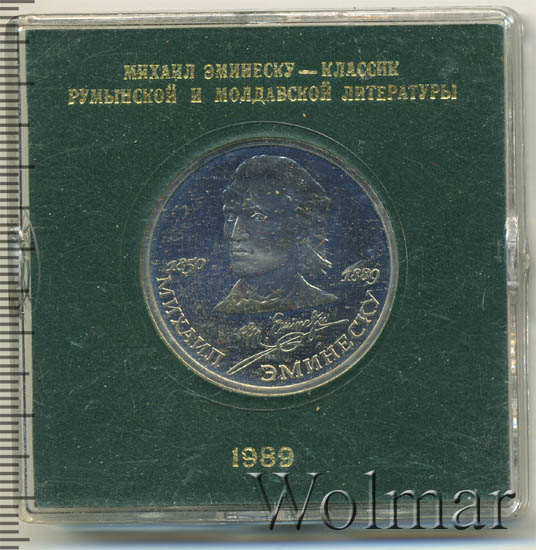 МИХАИЛ ЭМИНЕСКУ — КЛАССИК
РУМЫНСКОЙ И МОЛДАВСКОЙ ЛИТЕРАТУРЫ
1850
1889
МИХАИЛ ЭМИНЕСКУ
1989
Wolmar